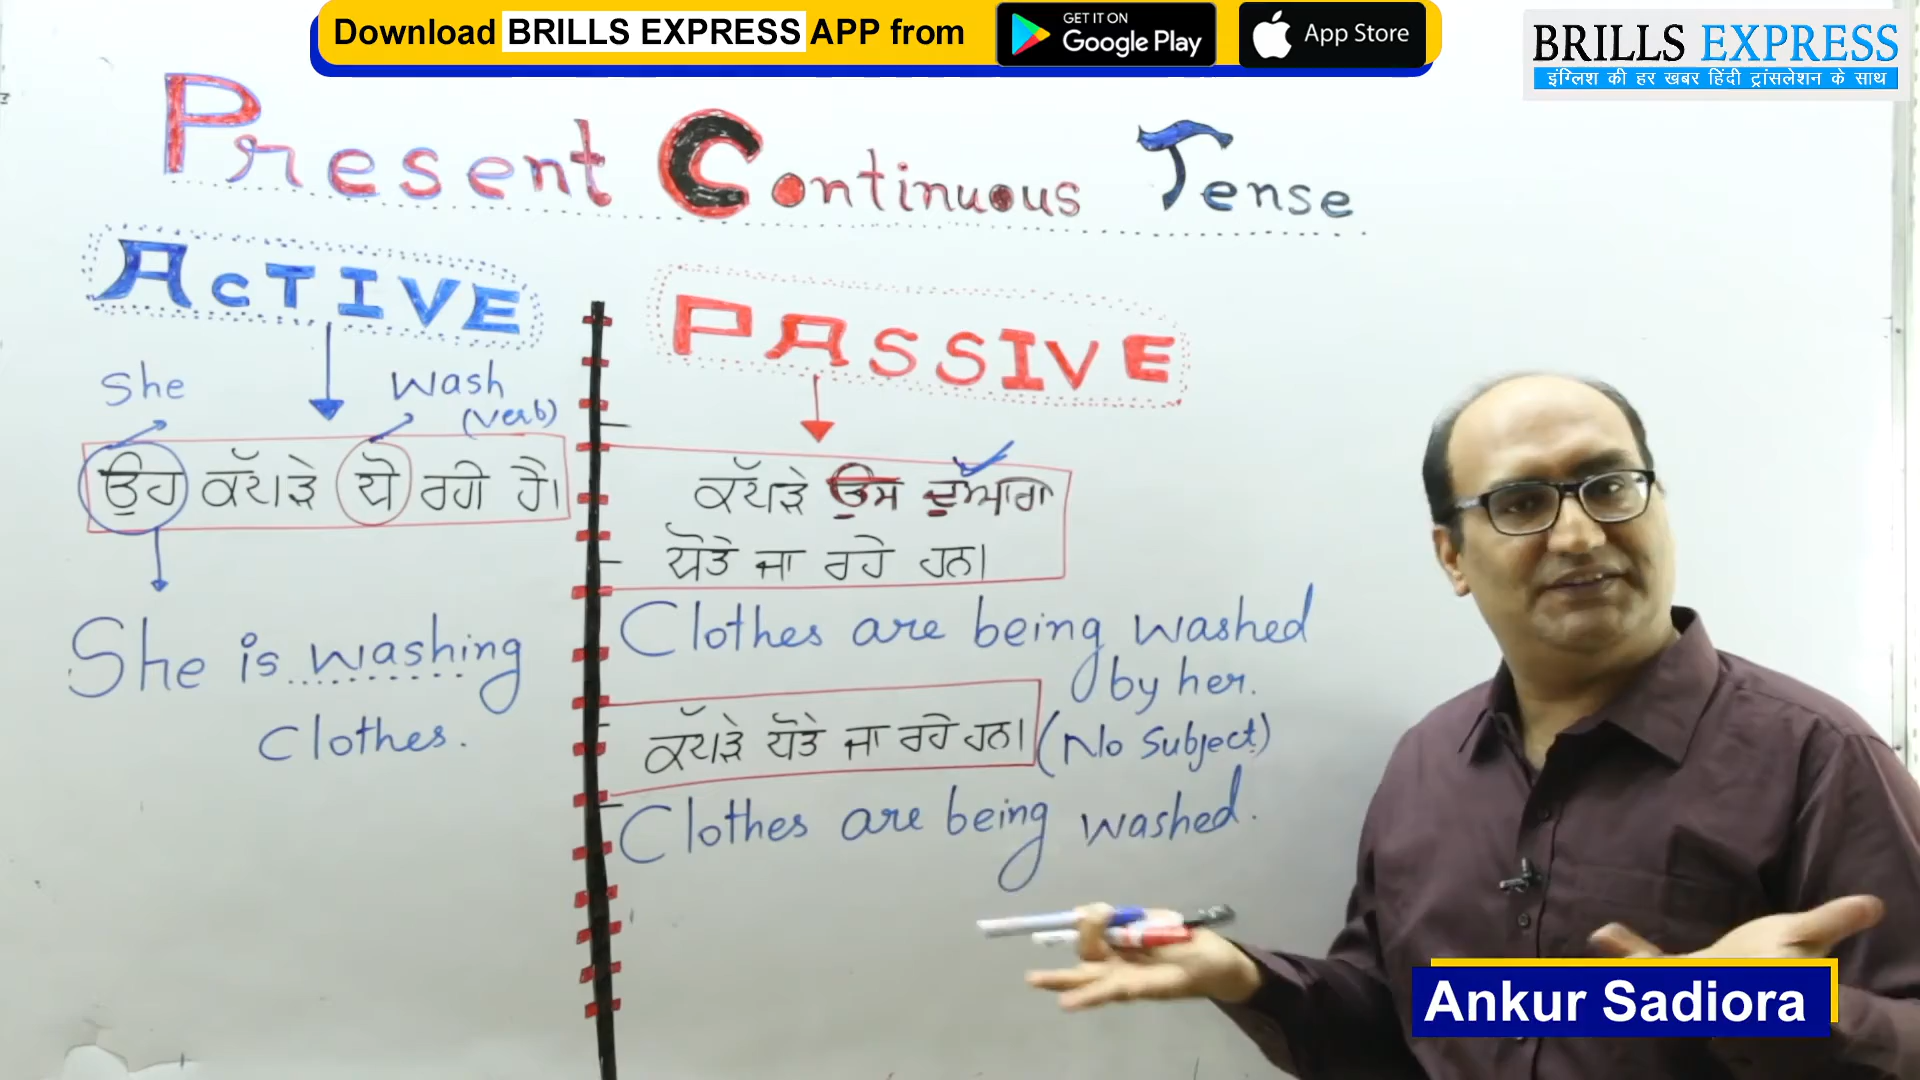 Download BRILLS EXPRESS APP from
GET IT ON
Google Play
App Store
BRILLS EXPRESS
इंग्लिश की हर खबर हिंदी ट्रांसलेशन के साथ
Present Continuous Tense
ACTIVE
She
Wash
(verb)
ਉਹ ਕੱਪੜੇ ਧੋ ਰਹੀ ਹੈ।
She is washing
clothes.
PASSIVE
ਕੱਪੜੇ ਉਸ ਦੁਆਰਾ
ਧੋਤੇ ਜਾ ਰਹੇ ਹਨ।
Clothes are being washed
by her.
ਕੱਪੜੇ ਧੋਤੇ ਜਾ ਰਹੇ ਹਨ। (No Subject)
Clothes are being washed.
Ankur Sadiora